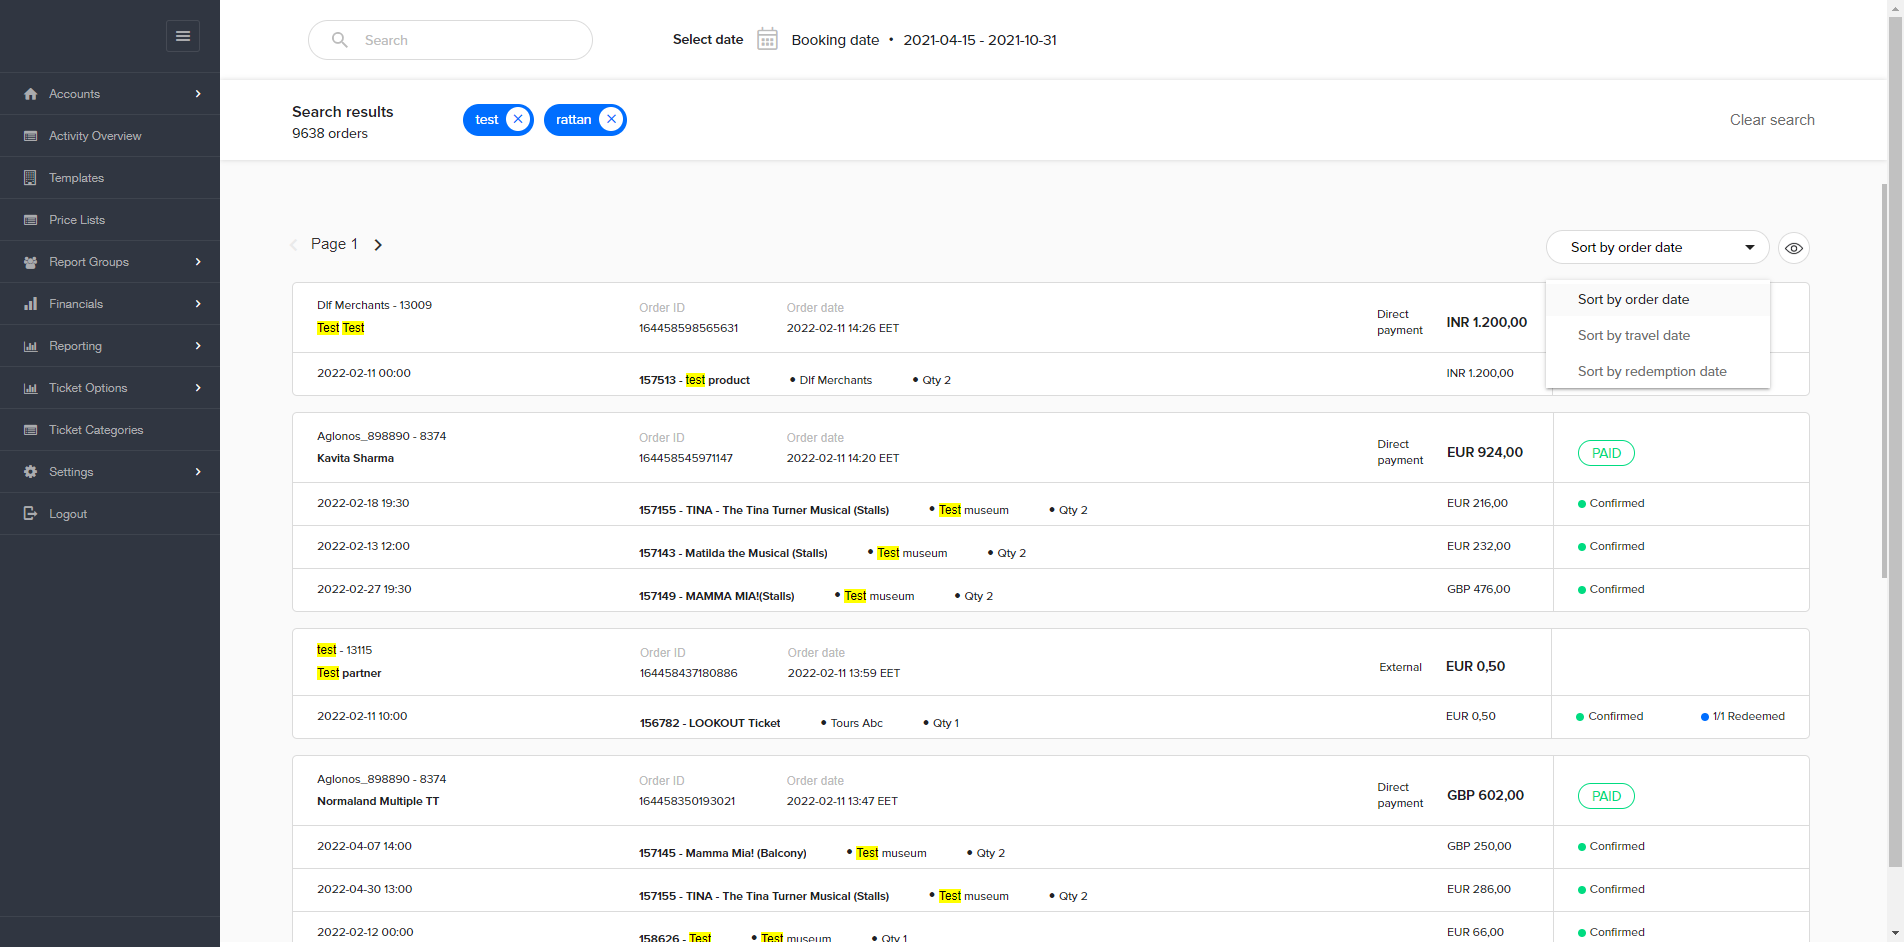 Search
Select date
Booking date • 2021-04-15 - 2021-10-31
Accounts
Activity Overview
Templates
Price Lists
Report Groups
Financials
Reporting
Ticket Options
Ticket Categories
Settings
Logout
Search results
9638 orders
test
rattan
Clear search
Page 1
Sort by order date
Sort by order date
Sort by travel date
Sort by redemption date
Dlf Merchants - 13009
Test Test
Order ID
164458598565631
Order date
2022-02-11 14:26 EET
Direct
payment
INR 1.200,00
2022-02-11 00:00
157513 - test product • Dlf Merchants • Qty 2
INR 1.200,00
Aglonos_898890 - 8374
Kavita Sharma
Order ID
164458545971147
Order date
2022-02-11 14:20 EET
Direct
payment
EUR 924,00
PAID
2022-02-18 19:30
157155 - TINA - The Tina Turner Musical (Stalls) • Test museum • Qty 2
EUR 216,00
Confirmed
2022-02-13 12:00
157143 - Matilda the Musical (Stalls) • Test museum • Qty 2
EUR 232,00
Confirmed
2022-02-27 19:30
157149 - MAMMA MIA!(Stalls) • Test museum • Qty 2
GBP 476,00
Confirmed
test - 13115
Test partner
Order ID
164458437180886
Order date
2022-02-11 13:59 EET
External
EUR 0,50
2022-02-11 10:00
156782 - LOOKOUT Ticket • Tours Abc • Qty 1
EUR 0,50
Confirmed
1/1 Redeemed
Aglonos_898890 - 8374
Normaland Multiple TT
Order ID
164458350193021
Order date
2022-02-11 13:47 EET
Direct
payment
GBP 602,00
PAID
2022-04-07 14:00
157145 - Mamma Mia! (Balcony) • Test museum • Qty 2
GBP 250,00
Confirmed
2022-04-30 13:00
157155 - TINA - The Tina Turner Musical (Stalls) • Test museum • Qty 2
EUR 286,00
Confirmed
2022-02-12 00:00
158626 - Test • Test museum • Qty 1
EUR 66,00
Confirmed